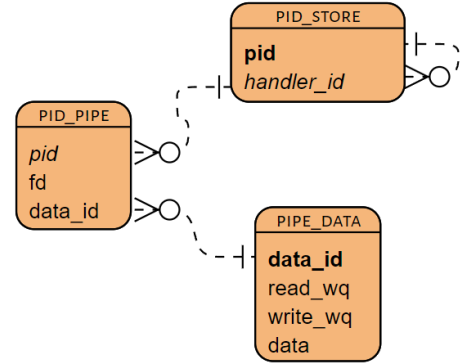 PID_STORE
pid
handler_id
PID_PIPE
pid
fd
data_id
PIPE_DATA
data_id
read_wq
write_wq
data